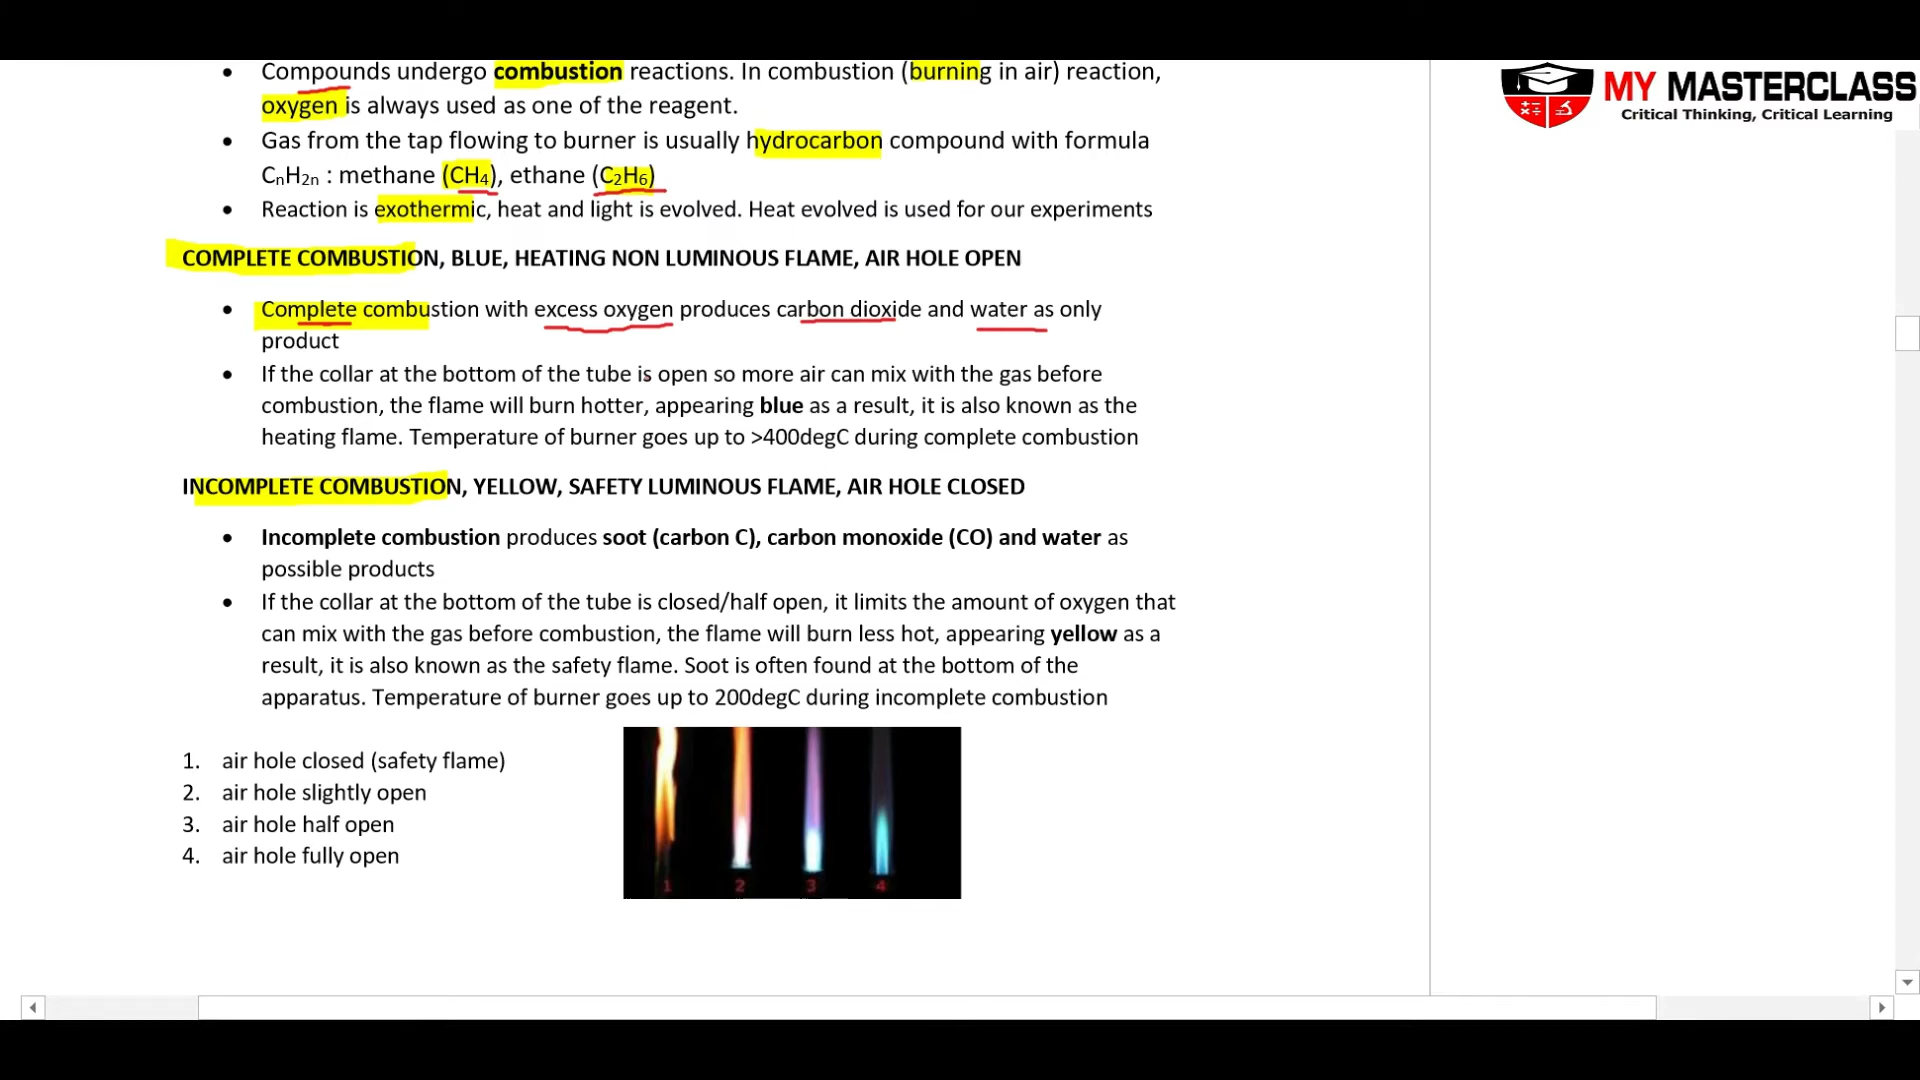 Compounds undergo combustion reactions. In combustion (burning in air) reaction,
oxygen is always used as one of the reagent.
Gas from the tap flowing to burner is usually hydrocarbon compound with formula
CₙH₂ₙ : methane (CH₄), ethane (C₂H₆)
Reaction is exothermic, heat and light is evolved. Heat evolved is used for our experiments
COMPLETE COMBUSTION, BLUE, HEATING NON LUMINOUS FLAME, AIR HOLE OPEN
Complete combustion with excess oxygen produces carbon dioxide and water as only
product
If the collar at the bottom of the tube is open so more air can mix with the gas before
combustion, the flame will burn hotter, appearing blue as a result, it is also known as the
heating flame. Temperature of burner goes up to >400degC during complete combustion
INCOMPLETE COMBUSTION, YELLOW, SAFETY LUMINOUS FLAME, AIR HOLE CLOSED
Incomplete combustion produces soot (carbon C), carbon monoxide (CO) and water as
possible products
If the collar at the bottom of the tube is closed/half open, it limits the amount of oxygen that
can mix with the gas before combustion, the flame will burn less hot, appearing yellow as a
result, it is also known as the safety flame. Soot is often found at the bottom of the
apparatus. Temperature of burner goes up to 200degC during incomplete combustion
1. air hole closed (safety flame)
2. air hole slightly open
3. air hole half open
4. air hole fully open
1 2 3 4
MY MASTERCLASS
Critical Thinking, Critical Learning